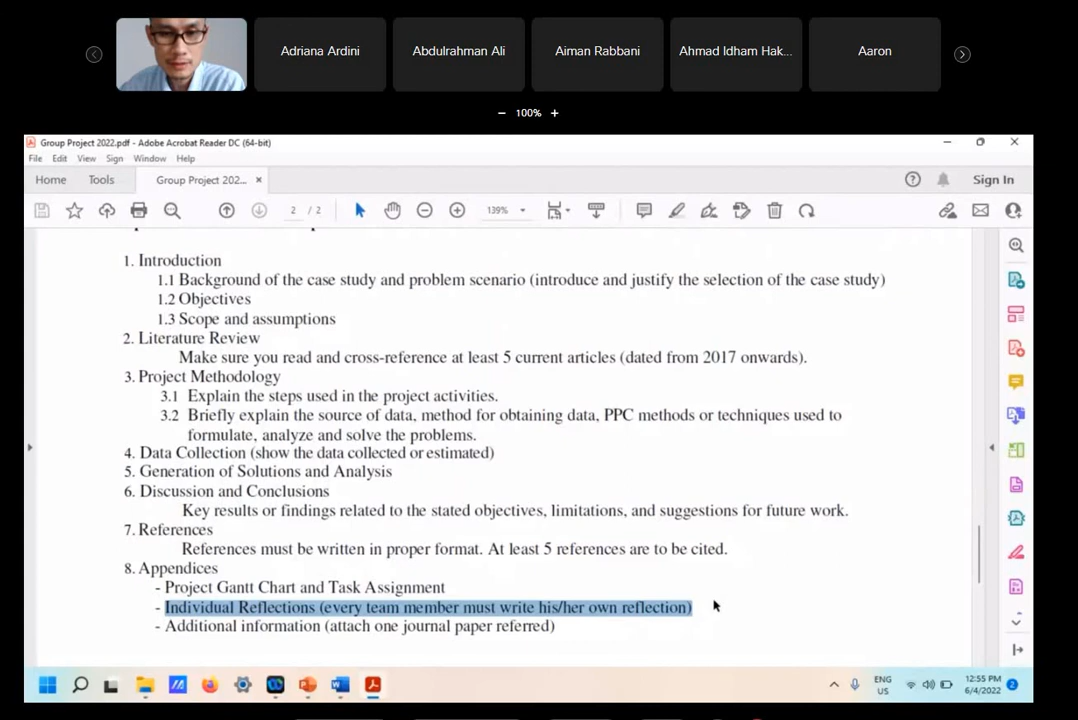 Adriana Ardini
Abdulrahman Ali
Aiman Rabbani
Ahmad Idham Hak...
Aaron
100%
Group Project 2022.pdf - Adobe Acrobat Reader DC (64-bit)
File Edit View Sign Window Help
Home Tools Group Project 202... Sign In
2 / 2 139%
1. Introduction
1.1 Background of the case study and problem scenario (introduce and justify the selection of the case study)
1.2 Objectives
1.3 Scope and assumptions
2. Literature Review
Make sure you read and cross-reference at least 5 current articles (dated from 2017 onwards).
3. Project Methodology
3.1 Explain the steps used in the project activities.
3.2 Briefly explain the source of data, method for obtaining data, PPC methods or techniques used to
formulate, analyze and solve the problems.
4. Data Collection (show the data collected or estimated)
5. Generation of Solutions and Analysis
6. Discussion and Conclusions
Key results or findings related to the stated objectives, limitations, and suggestions for future work.
7. References
References must be written in proper format. At least 5 references are to be cited.
8. Appendices
- Project Gantt Chart and Task Assignment
- Individual Reflections (every team member must write his/her own reflection)
- Additional information (attach one journal paper referred)
ENG
US
12:55 PM
6/4/2022
2